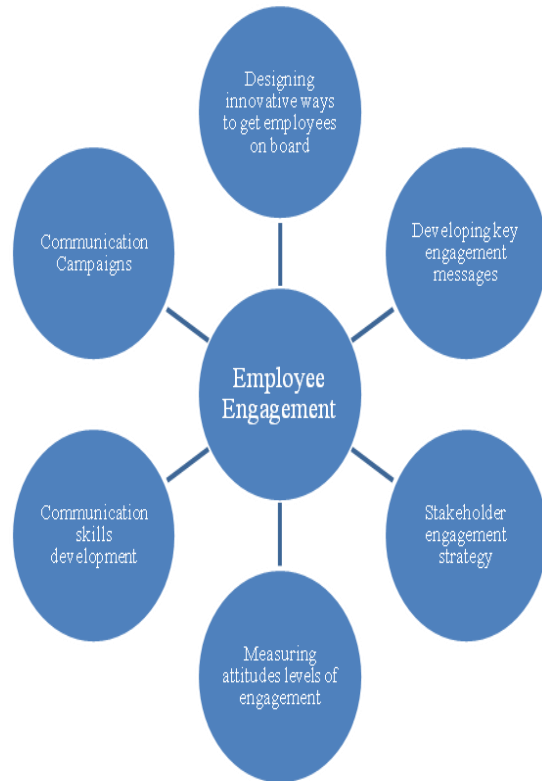 Designing
innovative ways
to get employees
on board
Communication
Campaigns
Developing key
engagement
messages
Employee
Engagement
Communication
skills
development
Stakeholder
engagement
strategy
Measuring
attitudes levels of
engagement